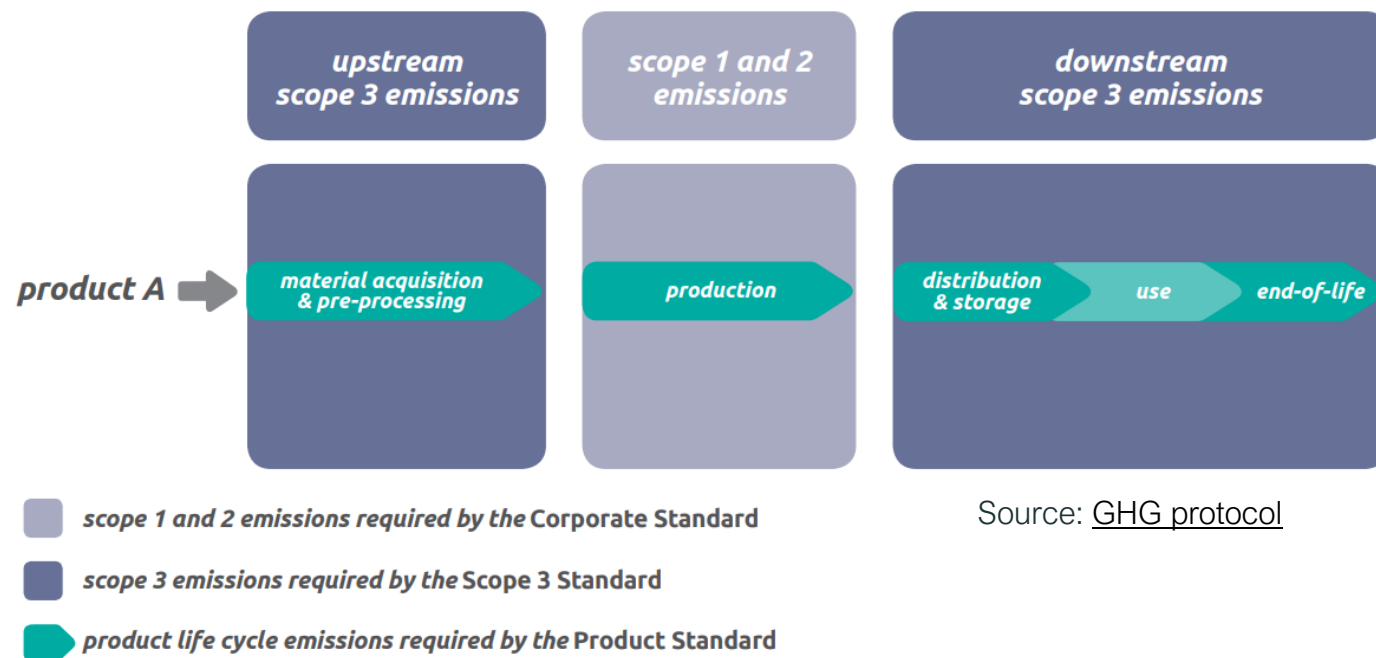 upstream
scope 3 emissions
scope 1 and 2
emissions
downstream
scope 3 emissions
product A
material acquisition
& pre-processing
production
distribution
& storage
use
end-of-life
scope 1 and 2 emissions required by the Corporate Standard
Source: GHG protocol
scope 3 emissions required by the Scope 3 Standard
product life cycle emissions required by the Product Standard